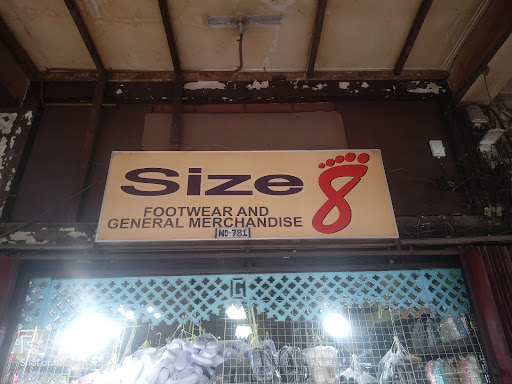 Size 8
FOOTWEAR AND
GENERAL MERCHANDISE
NO-781